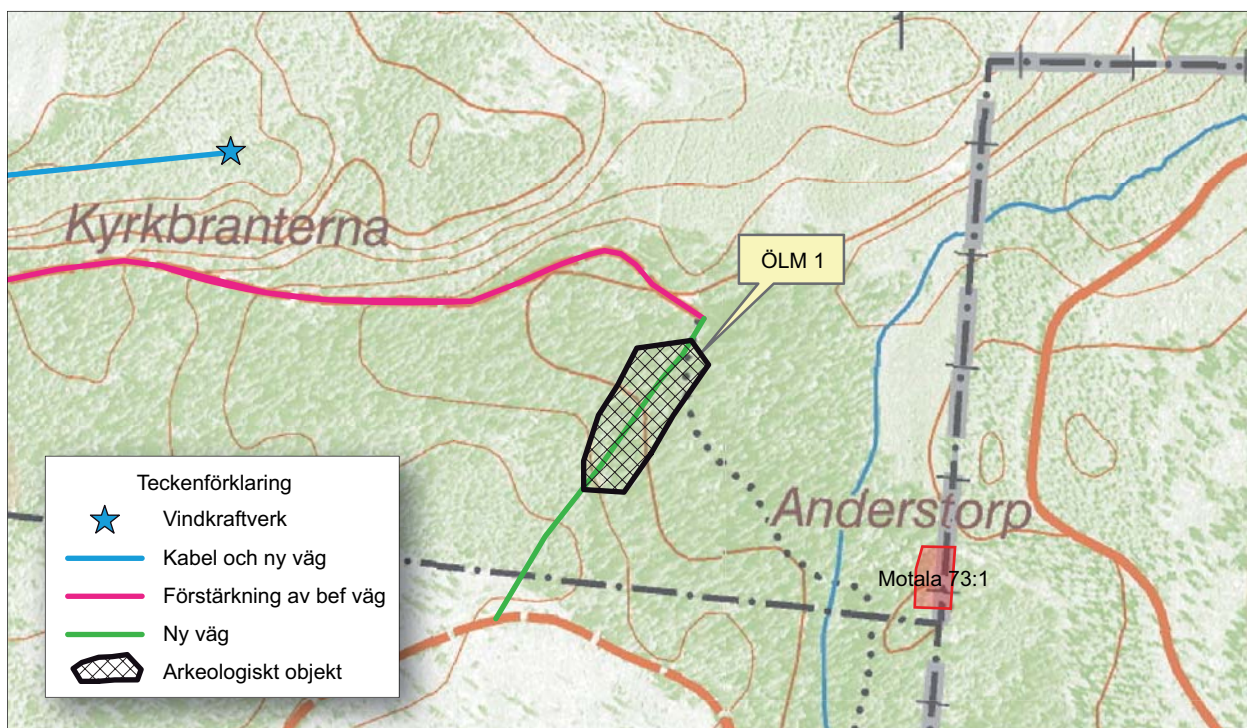 Kyrkbranterna
ÖLM 1
Anderstorp
Motala 73:1
Teckenförklaring
Vindkraftverk
Kabel och ny väg
Förstärkning av bef väg
Ny väg
Arkeologiskt objekt